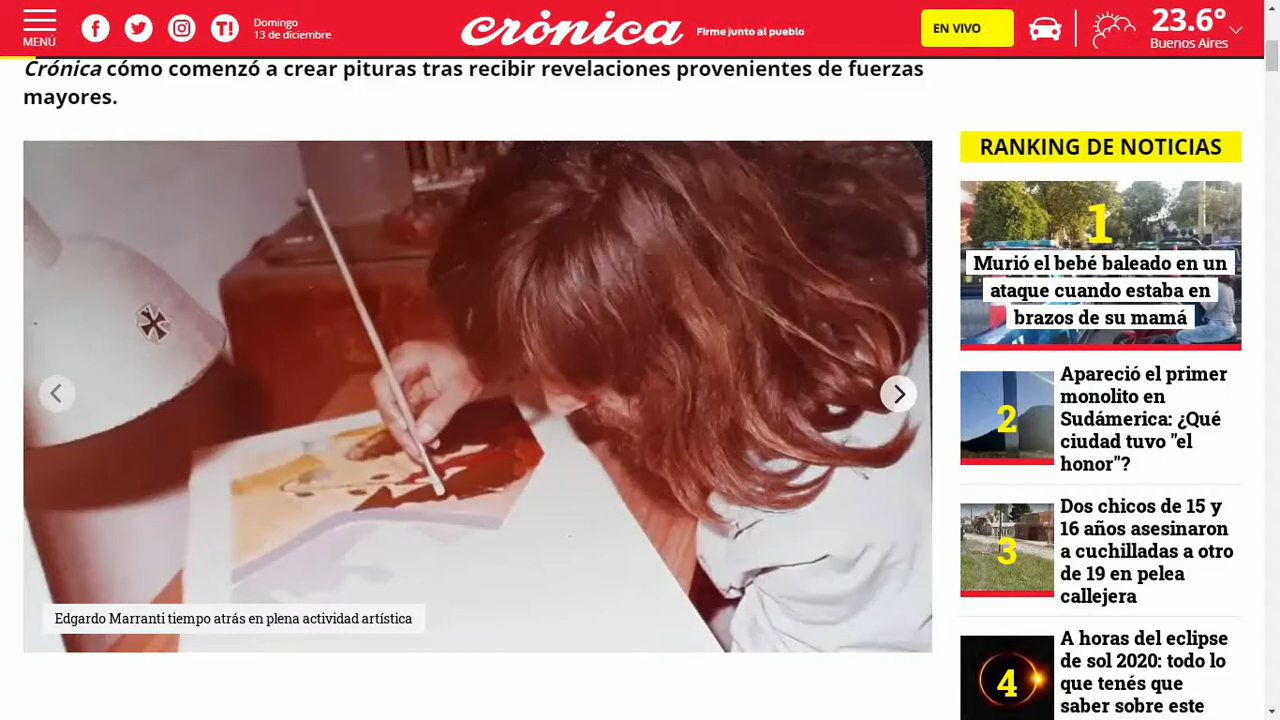 MENÚ
Domingo
13 de diciembre
crónica
Firme junto al pueblo
EN VIVO
23.6°
Buenos Aires
Crónica cómo comenzó a crear pituras tras recibir revelaciones provenientes de fuerzas
mayores.
Edgardo Marranti tiempo atrás en plena actividad artística
RANKING DE NOTICIAS
1
Murió el bebé baleado en un
ataque cuando estaba en
brazos de su mamá
2
Apareció el primer
monolito en
Sudámerica: ¿Qué
ciudad tuvo "el
honor"?
3
Dos chicos de 15 y
16 años asesinaron
a cuchilladas a otro
de 19 en pelea
callejera
4
A horas del eclipse
de sol 2020: todo lo
que tenés que
saber sobre este